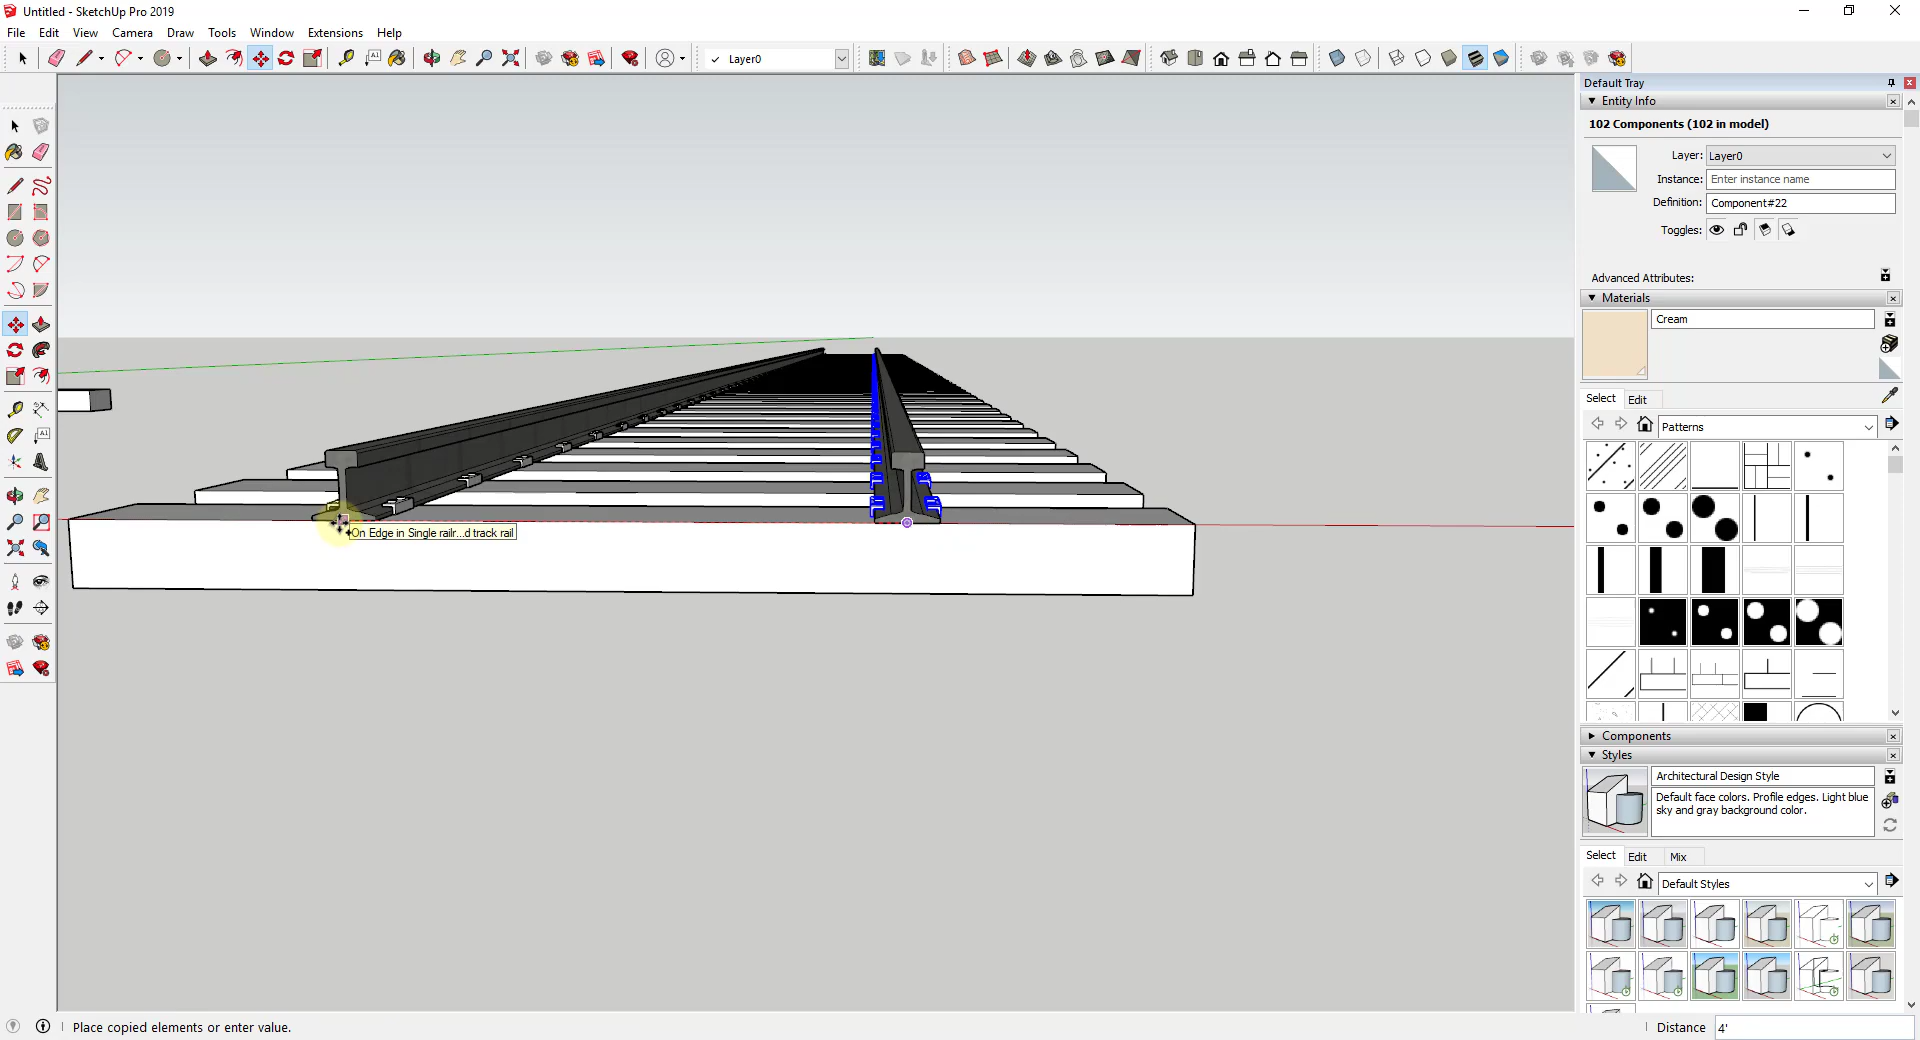 Untitled - SketchUp Pro 2019
File Edit View Camera Draw Tools Window Extensions Help
Layer0
Default Tray
Entity Info
102 Components (102 in model)
Layer: Layer0
Instance: Enter instance name
Definition: Component#22
Toggles:
Advanced Attributes:
Materials
Cream
Select Edit
Patterns
On Edge in Single railr...d track rail
Components
Styles
Architectural Design Style
Default face colors. Profile edges. Light blue
sky and gray background color.
Select Edit Mix
Default Styles
Place copied elements or enter value.
Distance 4'